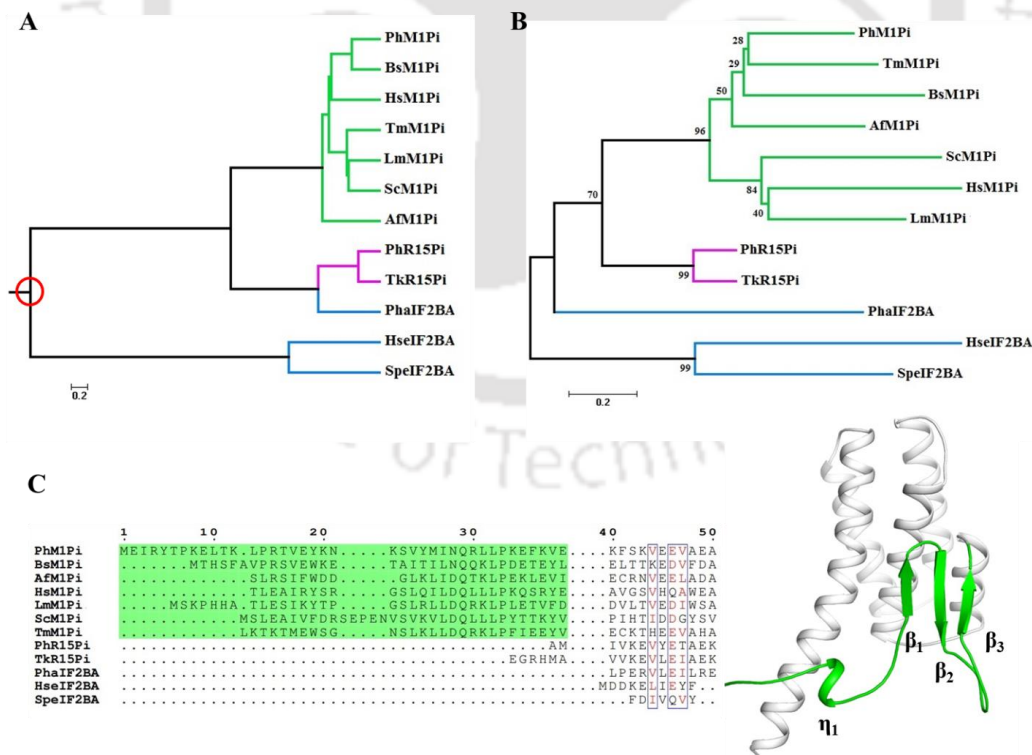 A
PhM1Pi
BsM1Pi
HsM1Pi
TmM1Pi
LmM1Pi
ScM1Pi
AfM1Pi
PhR15Pi
TkR15Pi
PhaIF2BA
HseIF2BA
SpeIF2BA
0.2
B
28
PhM1Pi
29
TmM1Pi
50
BsM1Pi
96
AfM1Pi
ScM1Pi
84
HsM1Pi
40
LmM1Pi
70
PhR15Pi
99
TkR15Pi
PhaIF2BA
HseIF2BA
99
SpeIF2BA
0.2
of Techn
C
1 10 20 30 40 50
PhM1Pi MEIRYTPKELTK.LPRTVEYKN.....KSVYMINQRLLPKEFKVE...KFSKVEEVAEA
BsM1Pi .....MTHSFAVPRSVEWKE.....TAITILNQQKLPDETEYL...ELTTKEDVFDA
AfM1Pi .........SLRSIFWDD.....GLKLIDQTKLPEKLEVI...ECRNVEELADA
HsM1Pi .........TLEAIRYSR.....GSLQILDQLLLPKQSRYE...AVGSVHQAWEA
LmM1Pi ...MSKPHHATLESIKYTP.....GSLRLLDQRKLPLETVFD...DVLTVEDIWSA
ScM1Pi ........MSLEAIVFDRSEPENVSVKVLDQLLLPYTTKYV...PIHTIDDGYSV
TmM1Pi .........LKTKTMEWSG.....NSLKLLDQRKLPFIEEYV...ECKTHEEVAHA
PhR15Pi ..............................AM...IVKEVYETAEK
TkR15Pi ...........................EGRHMA...VVKEVLEIAEK
PhaIF2BA ..............................LPERVLEILRE
HseIF2BA ..............................MDDKELIEYF..
SpeIF2BA ..............................FDIVQVY..
η1
β1
β2
β3